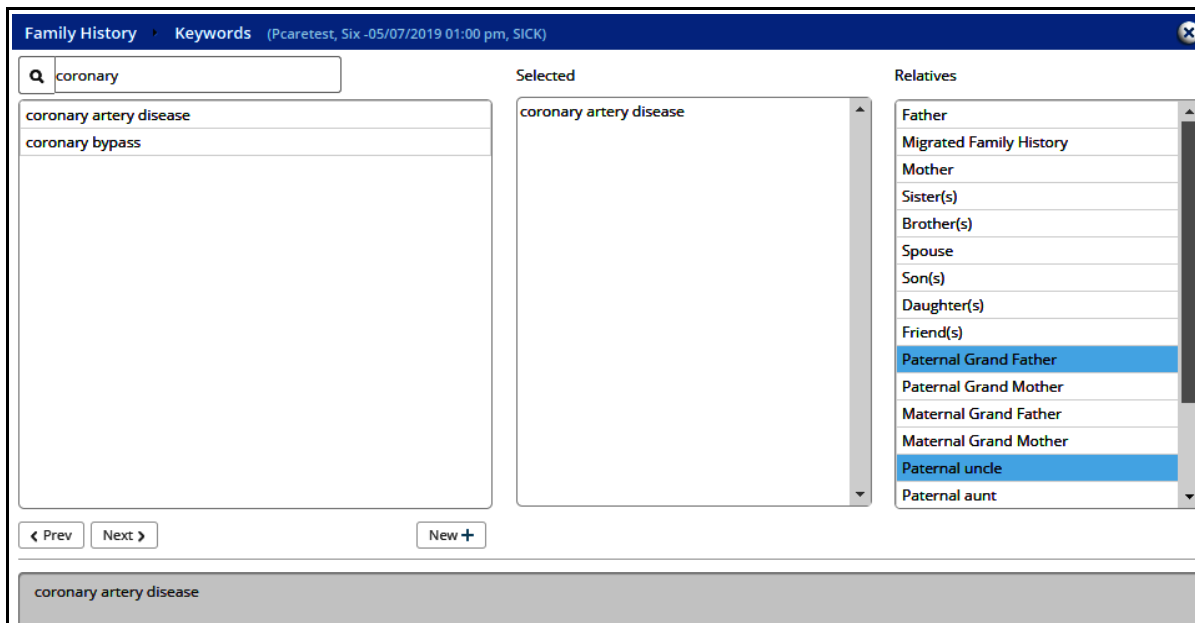 Family History Keywords (Pcaretest, Six -05/07/2019 01:00 pm, SICK)
coronary
Selected
Relatives
coronary artery disease
coronary bypass
coronary artery disease
Father
Migrated Family History
Mother
Sister(s)
Brother(s)
Spouse
Son(s)
Daughter(s)
Friend(s)
Paternal Grand Father
Paternal Grand Mother
Maternal Grand Father
Maternal Grand Mother
Paternal uncle
Paternal aunt
Prev Next New
coronary artery disease